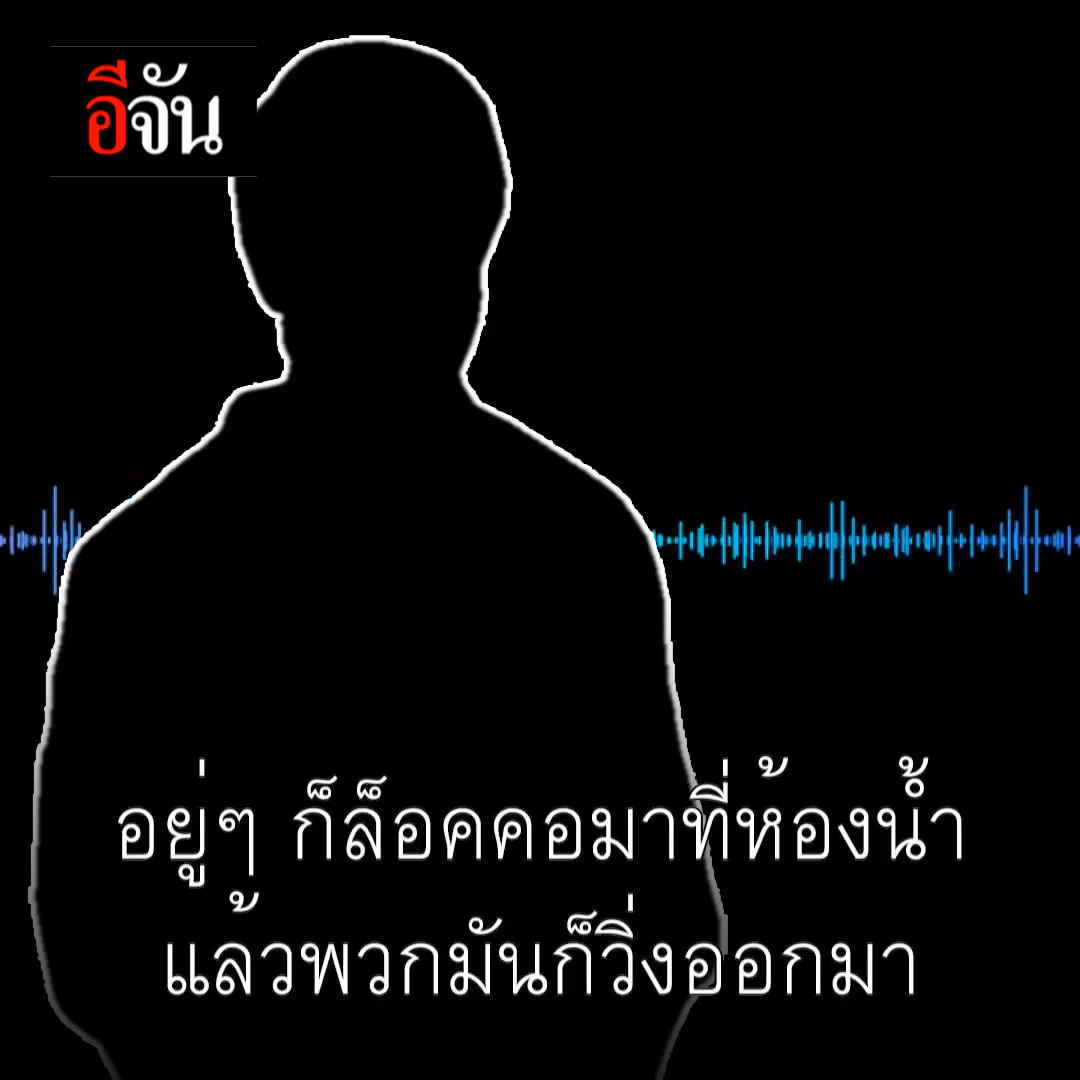 อีจัน
อยู่ๆ ก็ล็อคคอมาที่ห้องน้ำ
แล้วพวกมันก็วิ่งออกมา